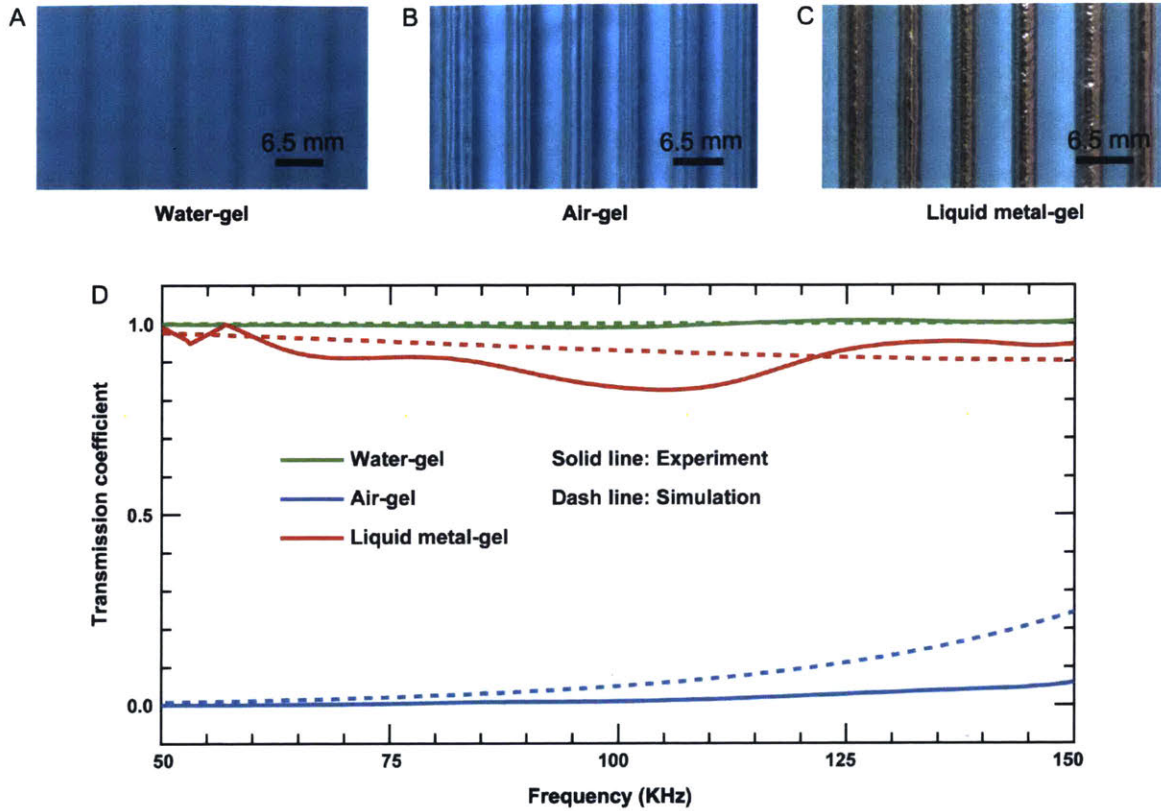 A
B
C
6.5 mm
6.5 mm
6.5 mm
Water-gel
Air-gel
Liquid metal-gel
D
1.0
0.5
0.0
Transmission coefficient
Water-gel
Solid line: Experiment
Air-gel
Dash line: Simulation
Liquid metal-gel
50
75
100
125
150
Frequency (KHz)